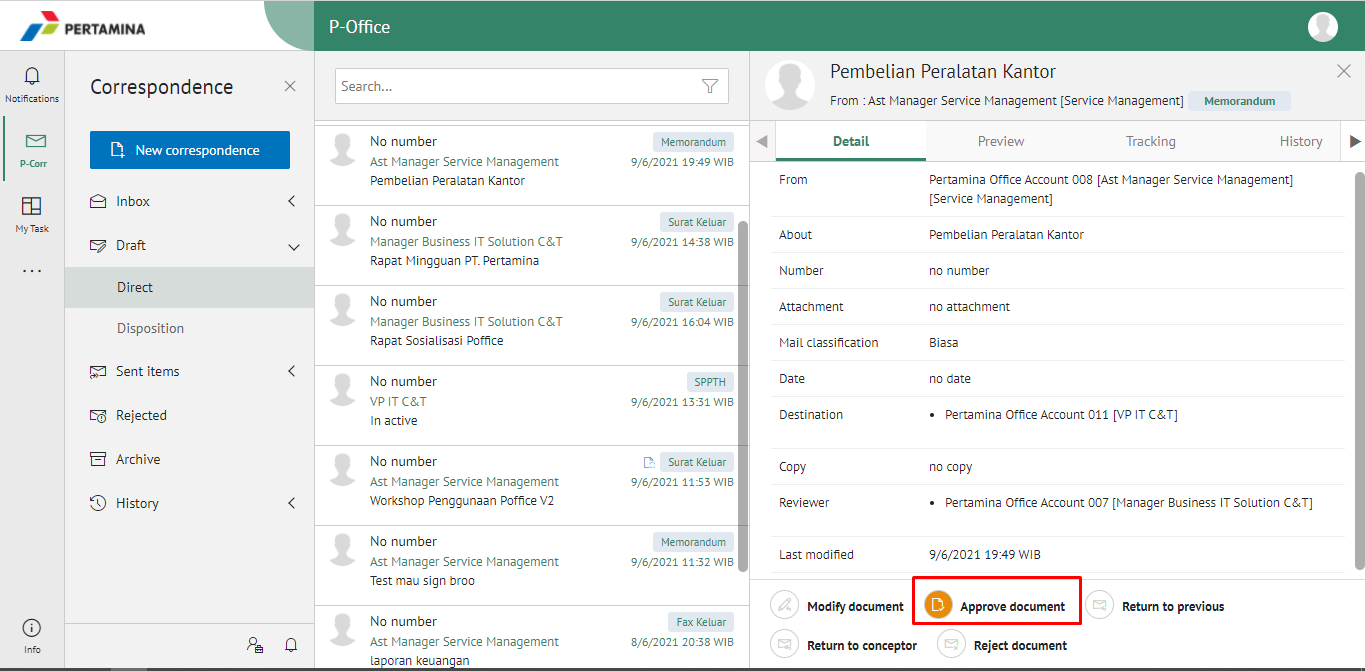 PERTAMINA
P-Office
Notifications
P-Corr
My Task
...
Info
Correspondence
New correspondence
Inbox
Draft
Direct
Disposition
Sent items
Rejected
Archive
History
Search...
No number
Memorandum
Ast Manager Service Management
9/6/2021 19:49 WIB
Pembelian Peralatan Kantor
No number
Surat Keluar
Manager Business IT Solution C&T
9/6/2021 14:38 WIB
Rapat Mingguan PT. Pertamina
No number
Surat Keluar
Manager Business IT Solution C&T
9/6/2021 16:04 WIB
Rapat Sosialisasi Poffice
No number
SPPTH
VP IT C&T
9/6/2021 13:31 WIB
In active
No number
Surat Keluar
Ast Manager Service Management
9/6/2021 11:53 WIB
Workshop Penggunaan Poffice V2
No number
Memorandum
Ast Manager Service Management
9/6/2021 11:32 WIB
Test mau sign broo
No number
Fax Keluar
Ast Manager Service Management
8/6/2021 20:38 WIB
laporan keuangan
Pembelian Peralatan Kantor
From : Ast Manager Service Management [Service Management]
Memorandum
Detail
Preview
Tracking
History
From
Pertamina Office Account 008 [Ast Manager Service Management]
[Service Management]
About
Pembelian Peralatan Kantor
Number
no number
Attachment
no attachment
Mail classification
Biasa
Date
no date
Destination
• Pertamina Office Account 011 [VP IT C&T]
Copy
no copy
Reviewer
• Pertamina Office Account 007 [Manager Business IT Solution C&T]
Last modified
9/6/2021 19:49 WIB
Modify document
Approve document
Return to previous
Return to conceptor
Reject document